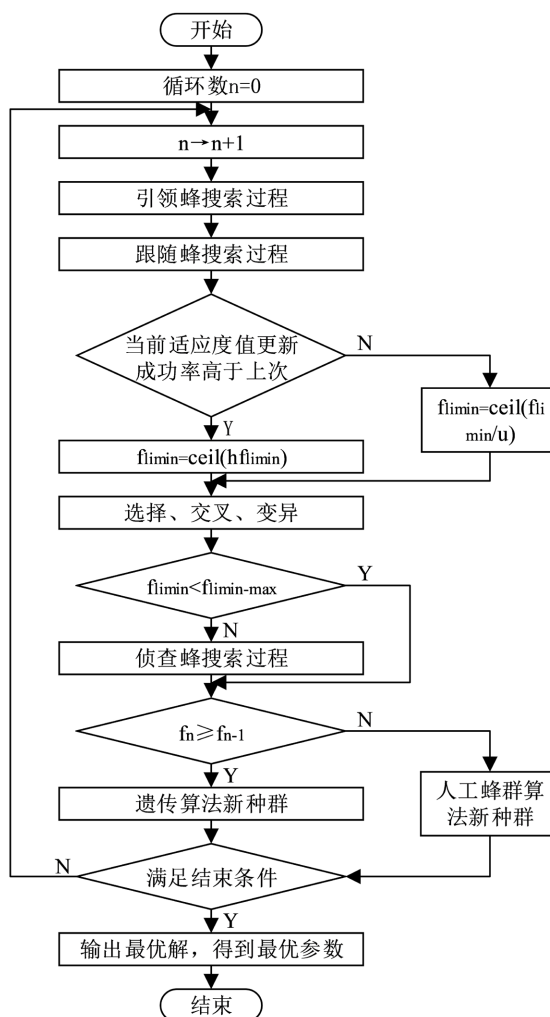 开始
循环数n=0
n→n+1
引领蜂搜索过程
跟随蜂搜索过程
当前适应度值更新
成功率高于上次
N
Y
flimin=ceil(fli
min/u)
flimin=ceil(hflimin)
选择、交叉、变异
flimin<flimin-max
Y
N
侦查蜂搜索过程
fn≥fn-1
N
Y
遗传算法新种群
人工蜂群算
法新种群
满足结束条件
N
Y
输出最优解，得到最优参数
结束